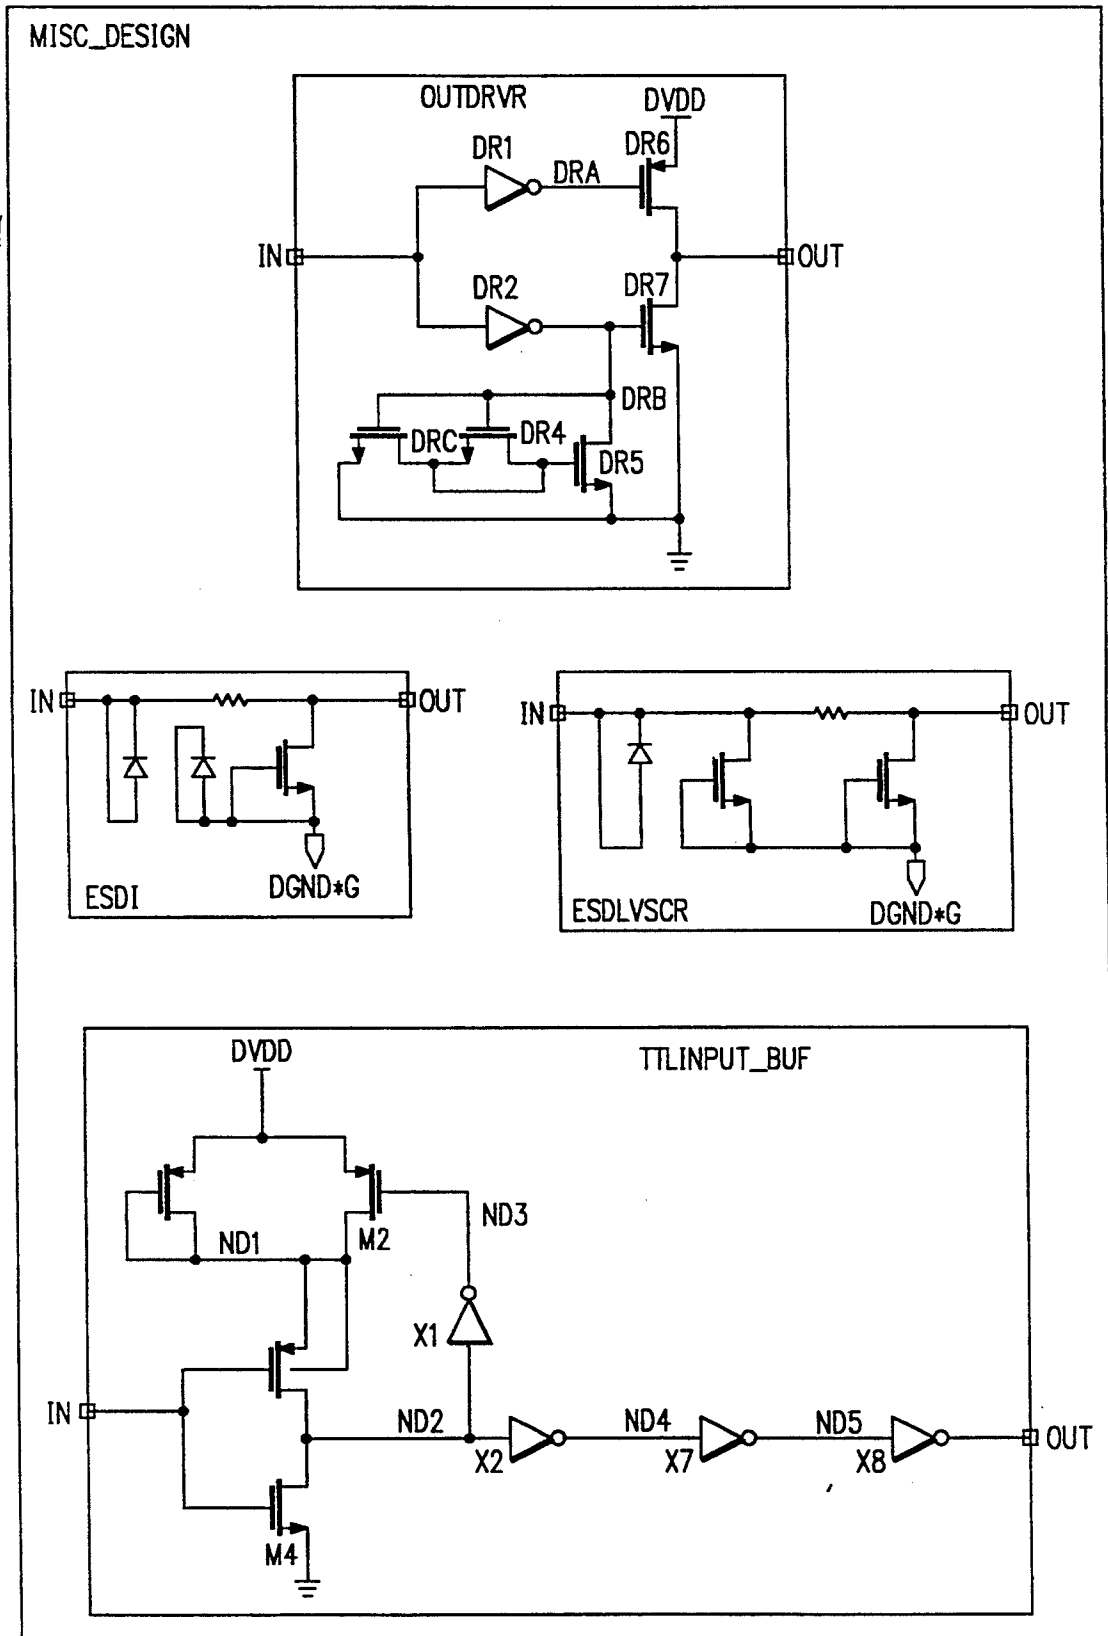 MISC_DESIGN
OUTDRVR
DVDD
DR1
DRA
DR6
IN
OUT
DR2
DR7
DRB
DRC
DR4
DR5
IN
OUT
DGND*G
ESDI
IN
OUT
DGND*G
ESDLVSCR
DVDD
TTLINPUT_BUF
ND1
M2
ND3
X1
IN
ND2
X2
ND4
X7
ND5
X8
OUT
M4